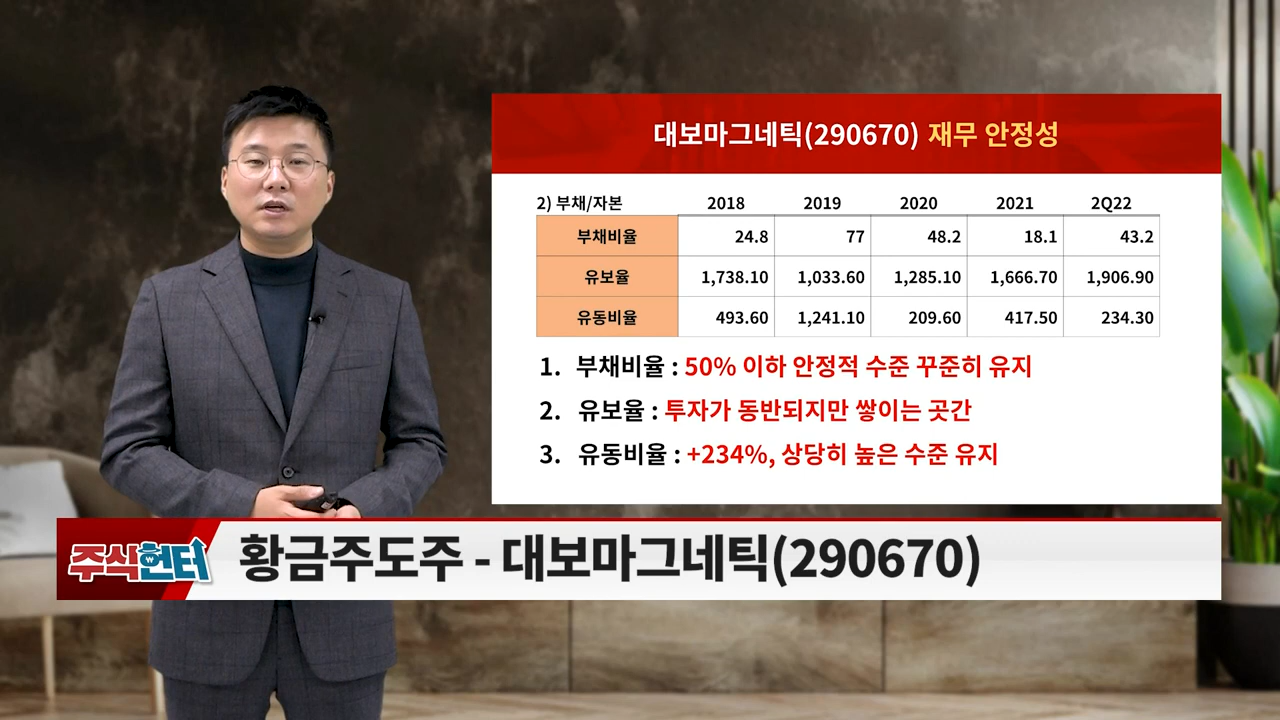 대보마그네틱(290670) 재무 안정성
2) 부채/자본 2018 2019 2020 2021 2Q22
부채비율 24.8 77 48.2 18.1 43.2
유보율 1,738.10 1,033.60 1,285.10 1,666.70 1,906.90
유동비율 493.60 1,241.10 209.60 417.50 234.30
1. 부채비율 : 50% 이하 안정적 수준 꾸준히 유지
2. 유보율 : 투자가 동반되지만 쌓이는 곳간
3. 유동비율 : +234%, 상당히 높은 수준 유지
주식헌터 황금주도주 - 대보마그네틱(290670)